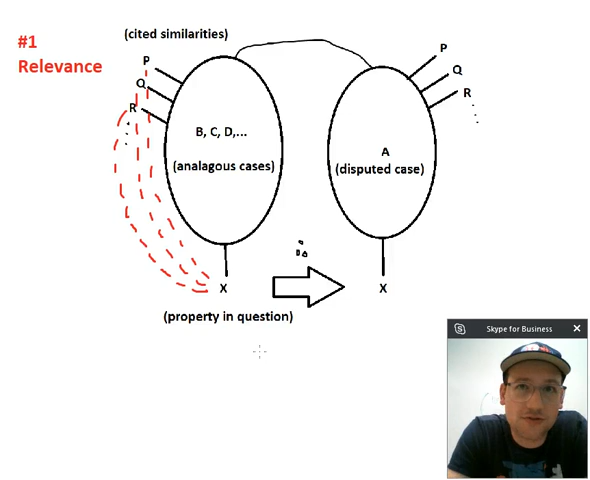 #1
Relevance
(cited similarities)
P
Q
R
B, C, D,...
(analagous cases)
X
(property in question)
P
Q
R
A
(disputed case)
X
Skype for Business